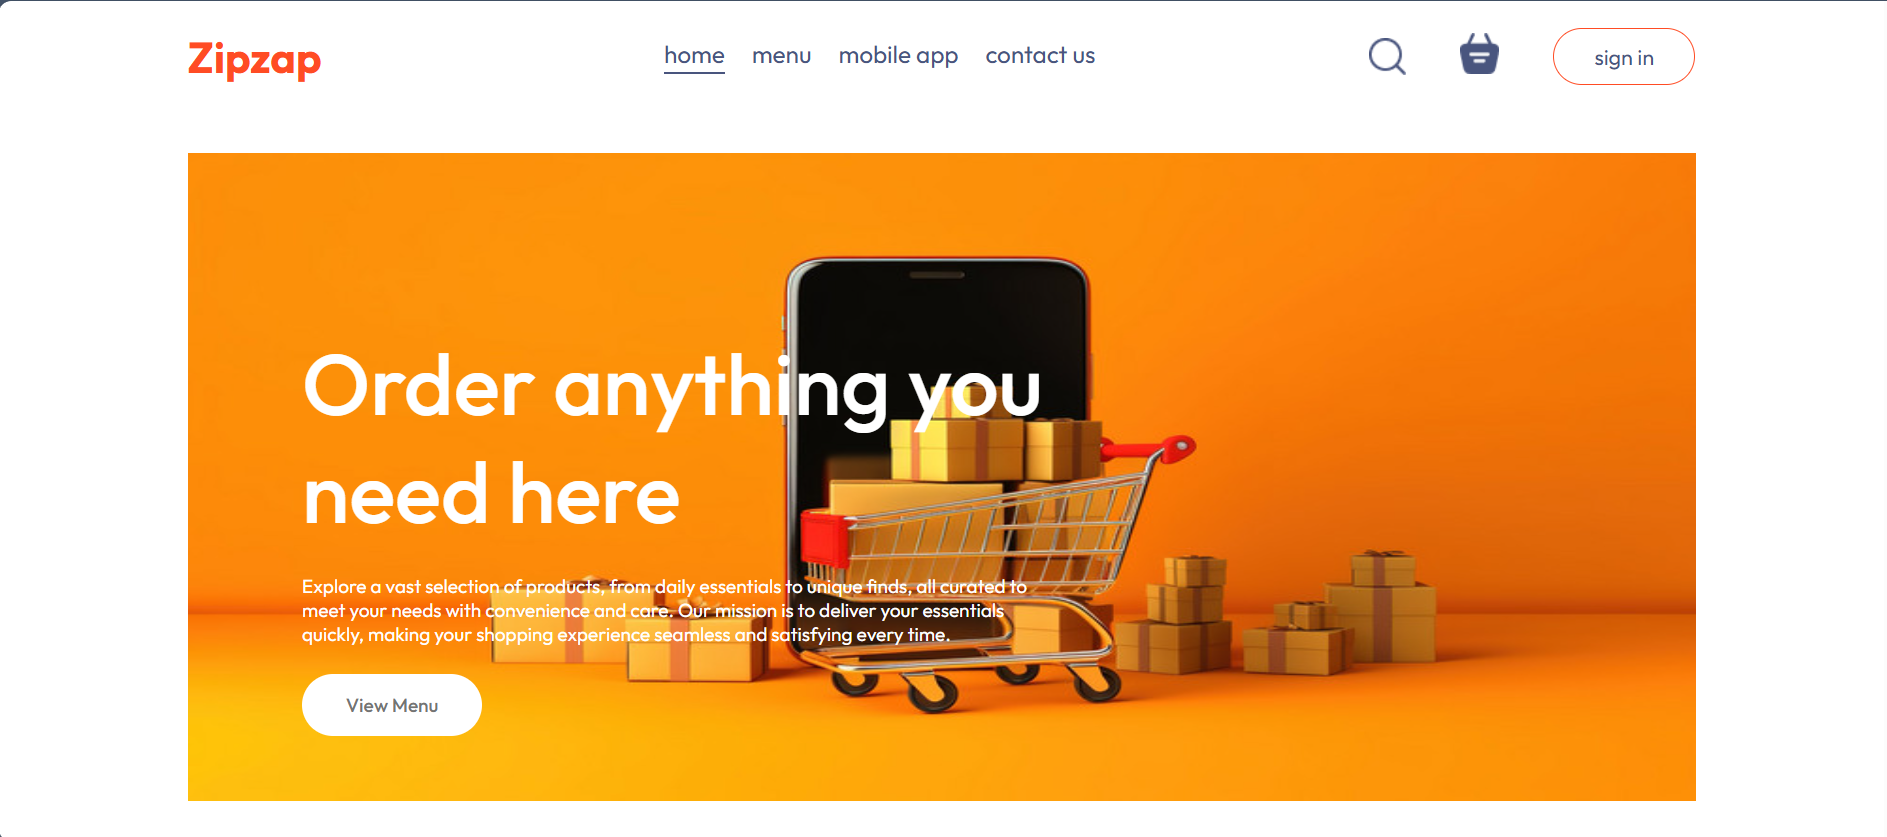 Zipzap
home menu mobile app contact us
sign in
Order anything you
need here
Explore a vast selection of products, from daily essentials to unique finds, all curated to
meet your needs with convenience and care. Our mission is to deliver your essentials
quickly, making your shopping experience seamless and satisfying every time.
View Menu